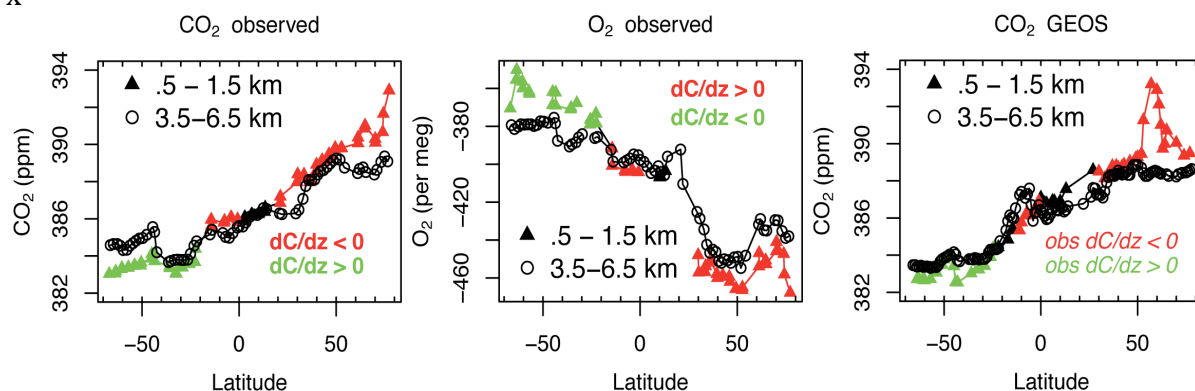 x
CO₂ observed
CO₂ (ppm)
394
390
386
382
.5 − 1.5 km
3.5−6.5 km
dC/dz < 0
dC/dz > 0
−50
0
50
Latitude
O₂ observed
O₂ (per meg)
−380
−420
−460
dC/dz > 0
dC/dz < 0
.5 − 1.5 km
3.5−6.5 km
−50
0
50
Latitude
CO₂ GEOS
CO₂ (ppm)
394
390
386
382
.5 − 1.5 km
3.5−6.5 km
obs dC/dz < 0
obs dC/dz > 0
−50
0
50
Latitude